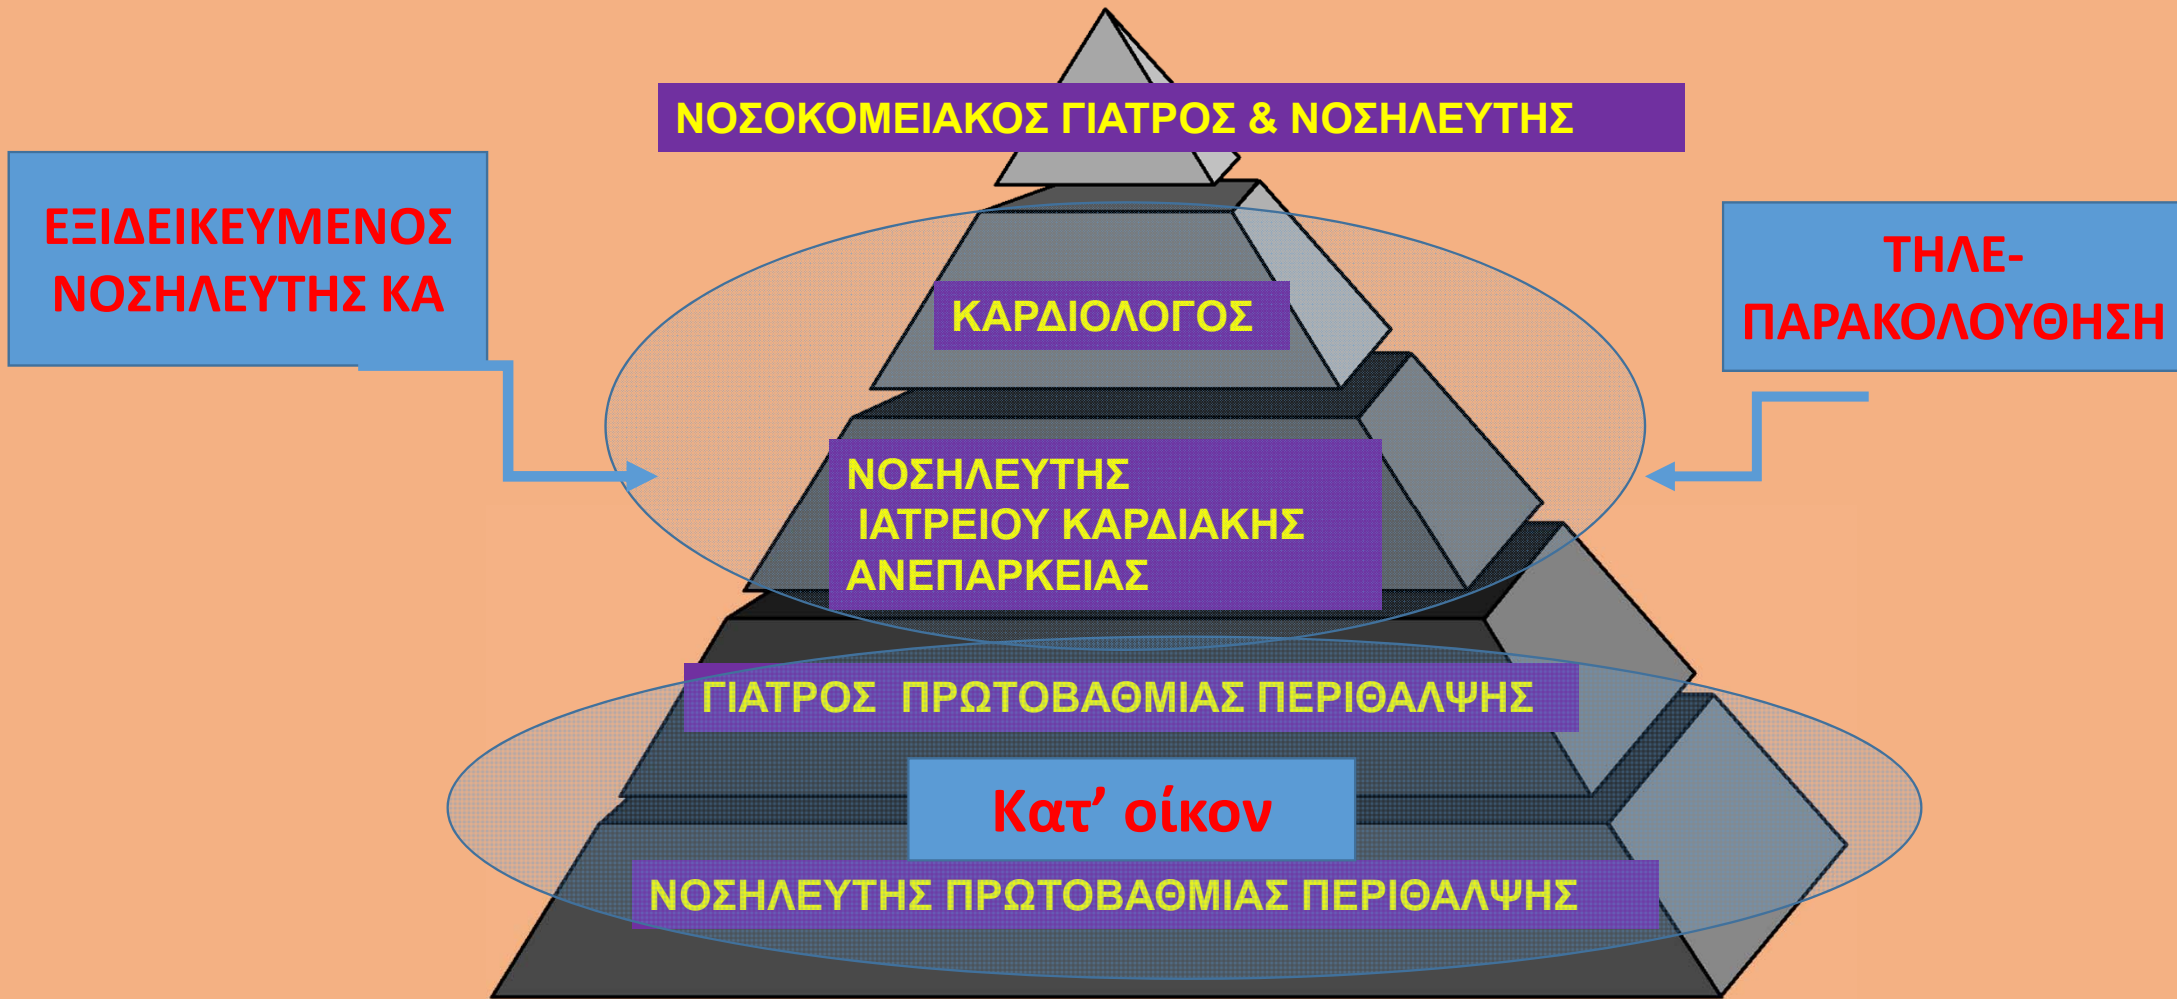 ΝΟΣΟΚΟΜΕΙΑΚΟΣ ΓΙΑΤΡΟΣ & ΝΟΣΗΛΕΥΤΗΣ
ΕΞΙΔΕΙΚΕΥΜΕΝΟΣ
ΝΟΣΗΛΕΥΤΗΣ ΚΑ
ΤΗΛΕ-
ΠΑΡΑΚΟΛΟΥΘΗΣΗ
ΚΑΡΔΙΟΛΟΓΟΣ
ΝΟΣΗΛΕΥΤΗΣ
ΙΑΤΡΕΙΟΥ ΚΑΡΔΙΑΚΗΣ
ΑΝΕΠΑΡΚΕΙΑΣ
ΓΙΑΤΡΟΣ ΠΡΩΤΟΒΑΘΜΙΑΣ ΠΕΡΙΘΑΛΨΗΣ
Κατ’ οίκον
ΝΟΣΗΛΕΥΤΗΣ ΠΡΩΤΟΒΑΘΜΙΑΣ ΠΕΡΙΘΑΛΨΗΣ